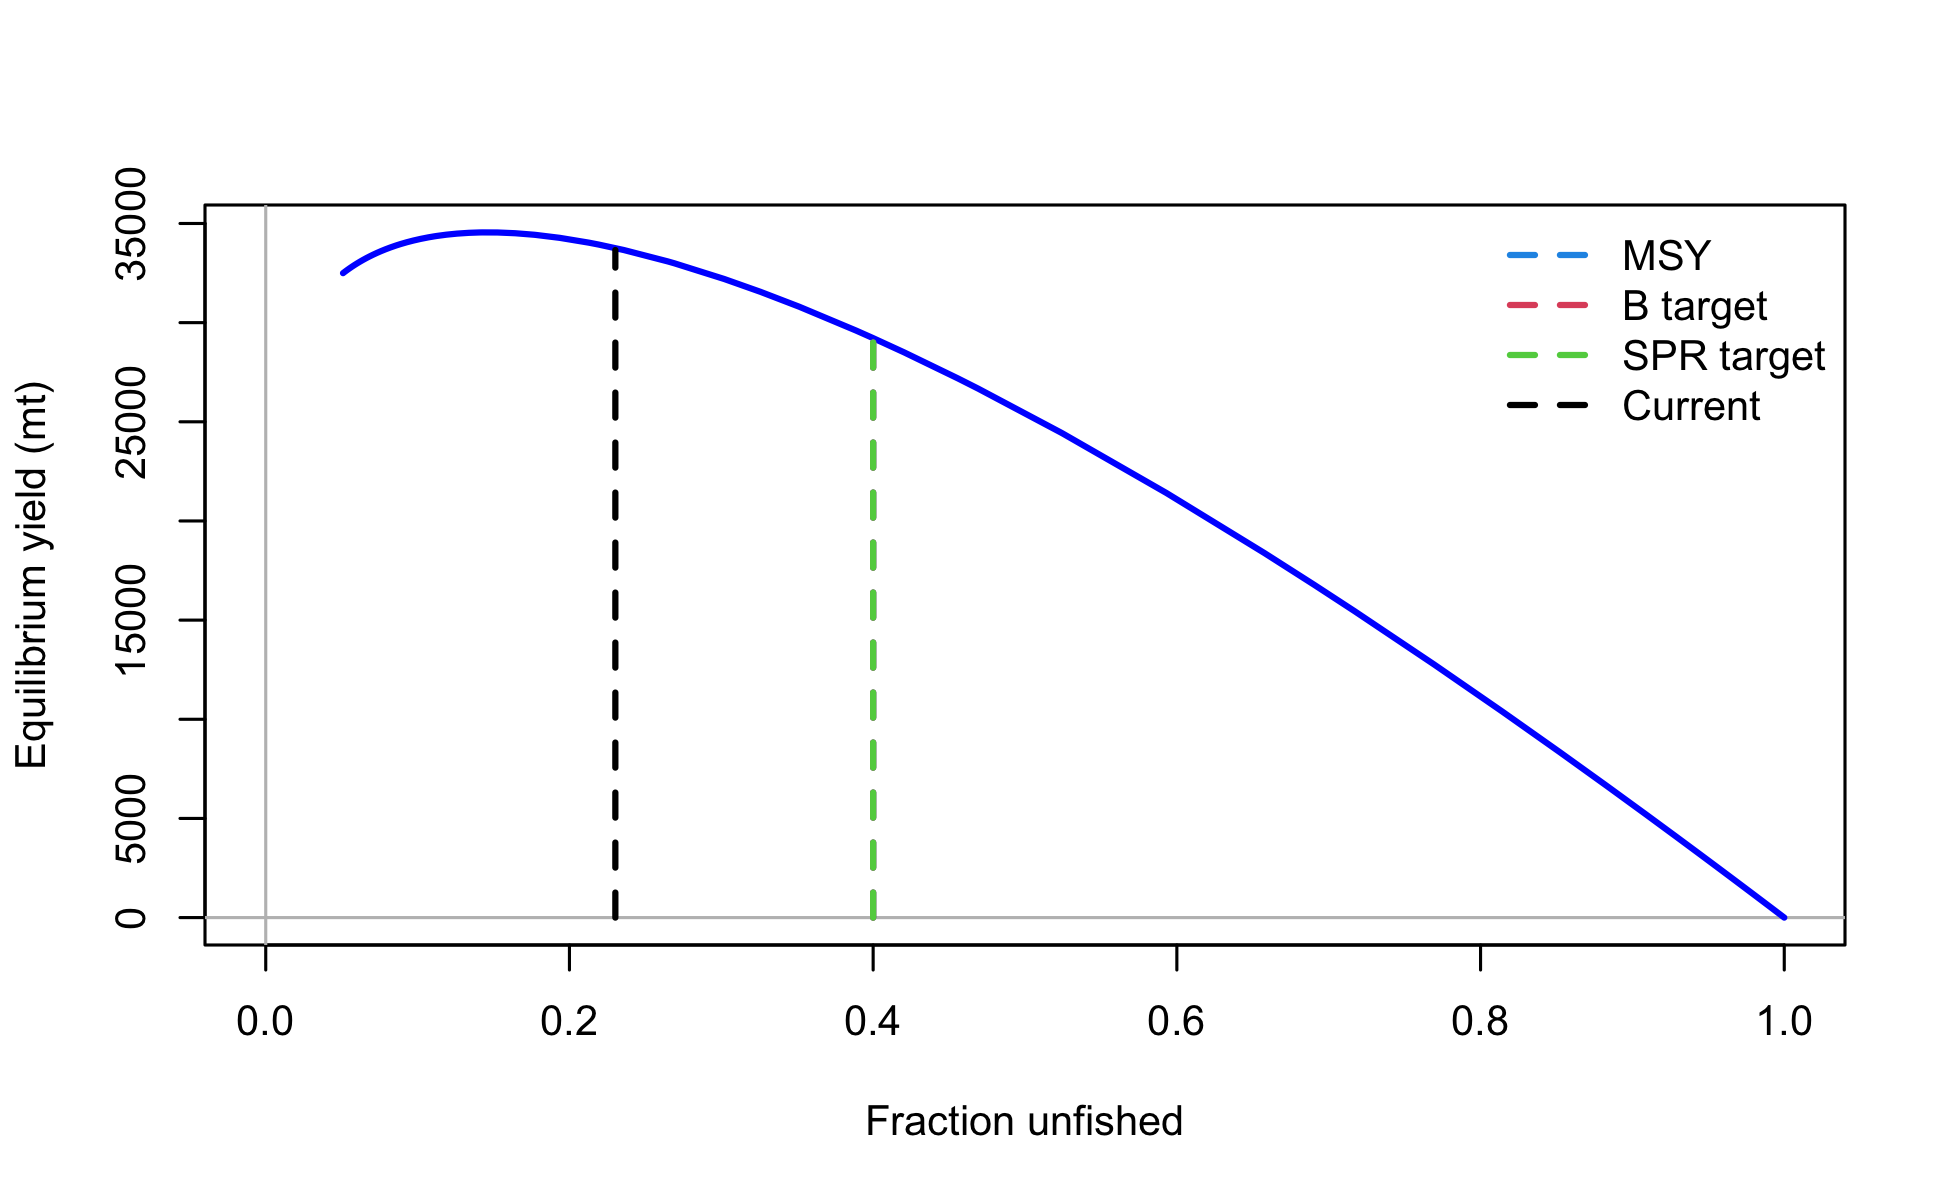 35000
25000
15000
5000
0
Equilibrium yield (mt)
MSY
B target
SPR target
Current
0.0 0.2 0.4 0.6 0.8 1.0
Fraction unfished